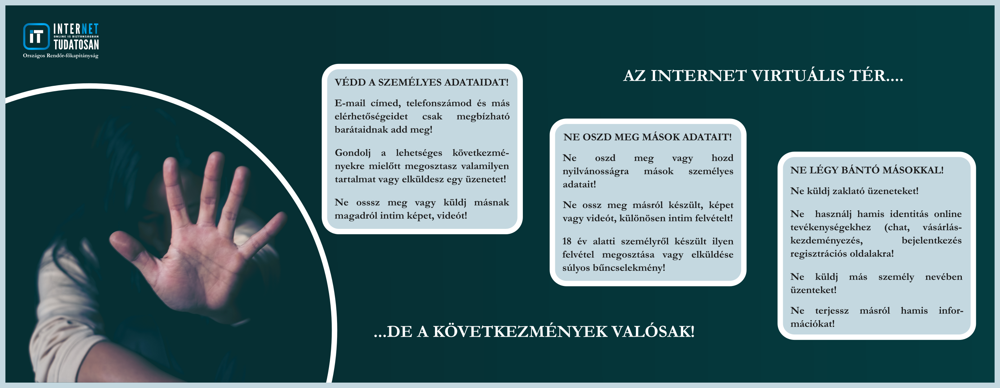 INTERNET
ONLINE IS BIZTONSÁGBAN
TUDATOSAN
Országos Rendőr-főkapitányság
AZ INTERNET VIRTUÁLIS TÉR....
VÉDD A SZEMÉLYES ADATAIDAT!
E-mail címed, telefonszámod és más
elérhetőségeidet csak megbízható
barátaidnak add meg!
Gondolj a lehetséges következmé-
nyekre mielőtt megosztasz valamilyen
tartalmat vagy elküldesz egy üzenetet!
Ne osssz meg vagy küldj másnak
magadról intim képet, videót!
NE OSZD MEG MÁSOK ADATAIT!
Ne oszd meg vagy hozd
nyilvánosságra mások személyes
adatait!
Ne ossz meg másról készült, képet
vagy videót, különösen intim felvételt!
18 év alatti személyről készült ilyen
felvétel megosztása vagy elküldése
súlyos bűncselekmény!
NE LÉGY BÁNTÓ MÁSOKKAL!
Ne küldj zaklató üzeneteket!
Ne használj hamis identitás online
tevékenységekhez (chat, vásárlás-
kezdeményezés, bejelentkezés
regisztrációs oldalakra!
Ne küldj más személy nevében
üzenteket!
Ne terjessz másról hamis infor-
mációkat!
...DE A KÖVETKEZMÉNYEK VALÓSAK!